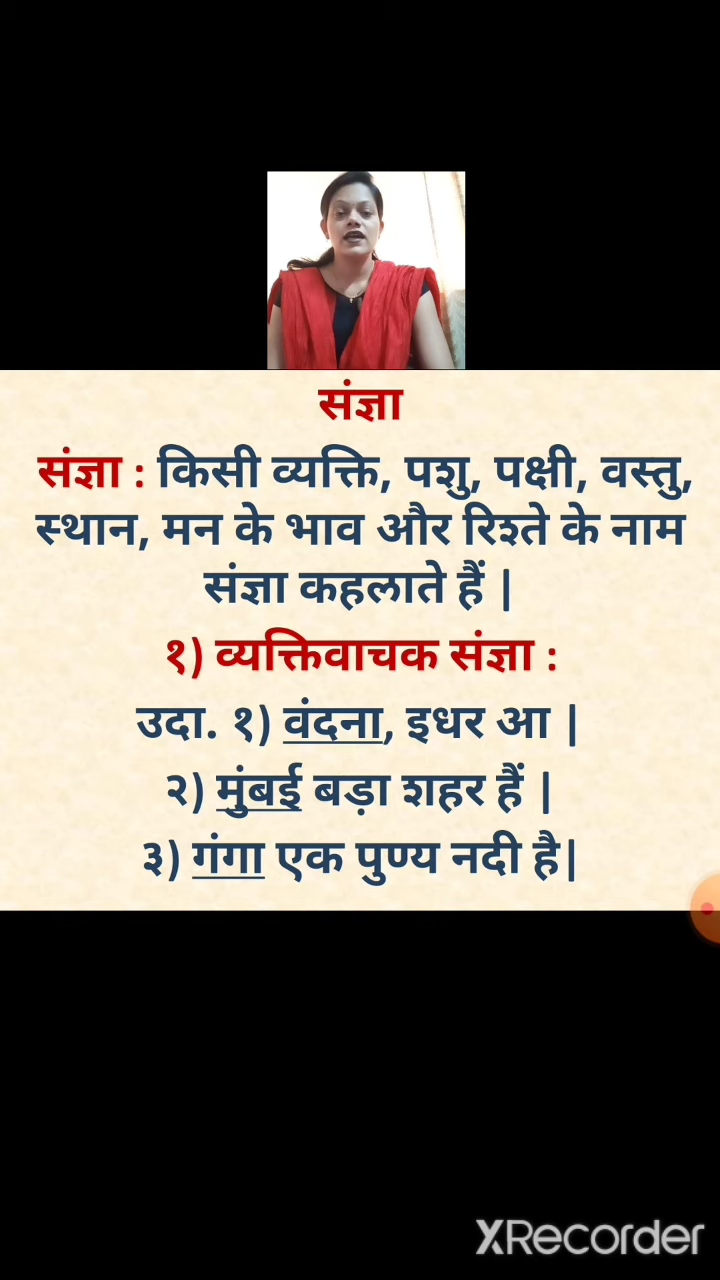 संज्ञा
संज्ञा : किसी व्यक्ति, पशु, पक्षी, वस्तु,
स्थान, मन के भाव और रिश्ते के नाम
संज्ञा कहलाते हैं |
१) व्यक्तिवाचक संज्ञा :
उदा. १) वंदना, इधर आ |
२) मुंबई बड़ा शहर हैं |
३) गंगा एक पुण्य नदी है|
XRecorder